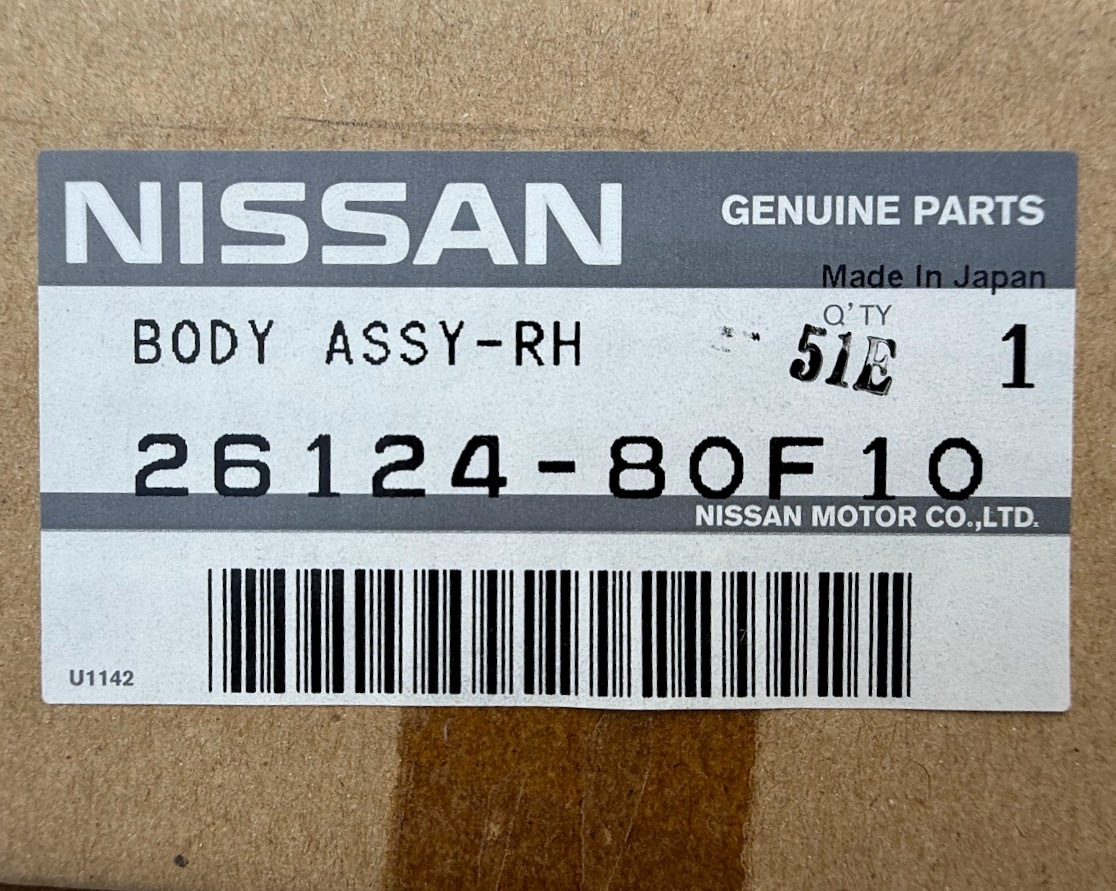 NISSAN GENUINE PARTS
Made In Japan
Q'TY
BODY ASSY-RH 51E 1
26124-80F10
NISSAN MOTOR CO.,LTD.
U1142